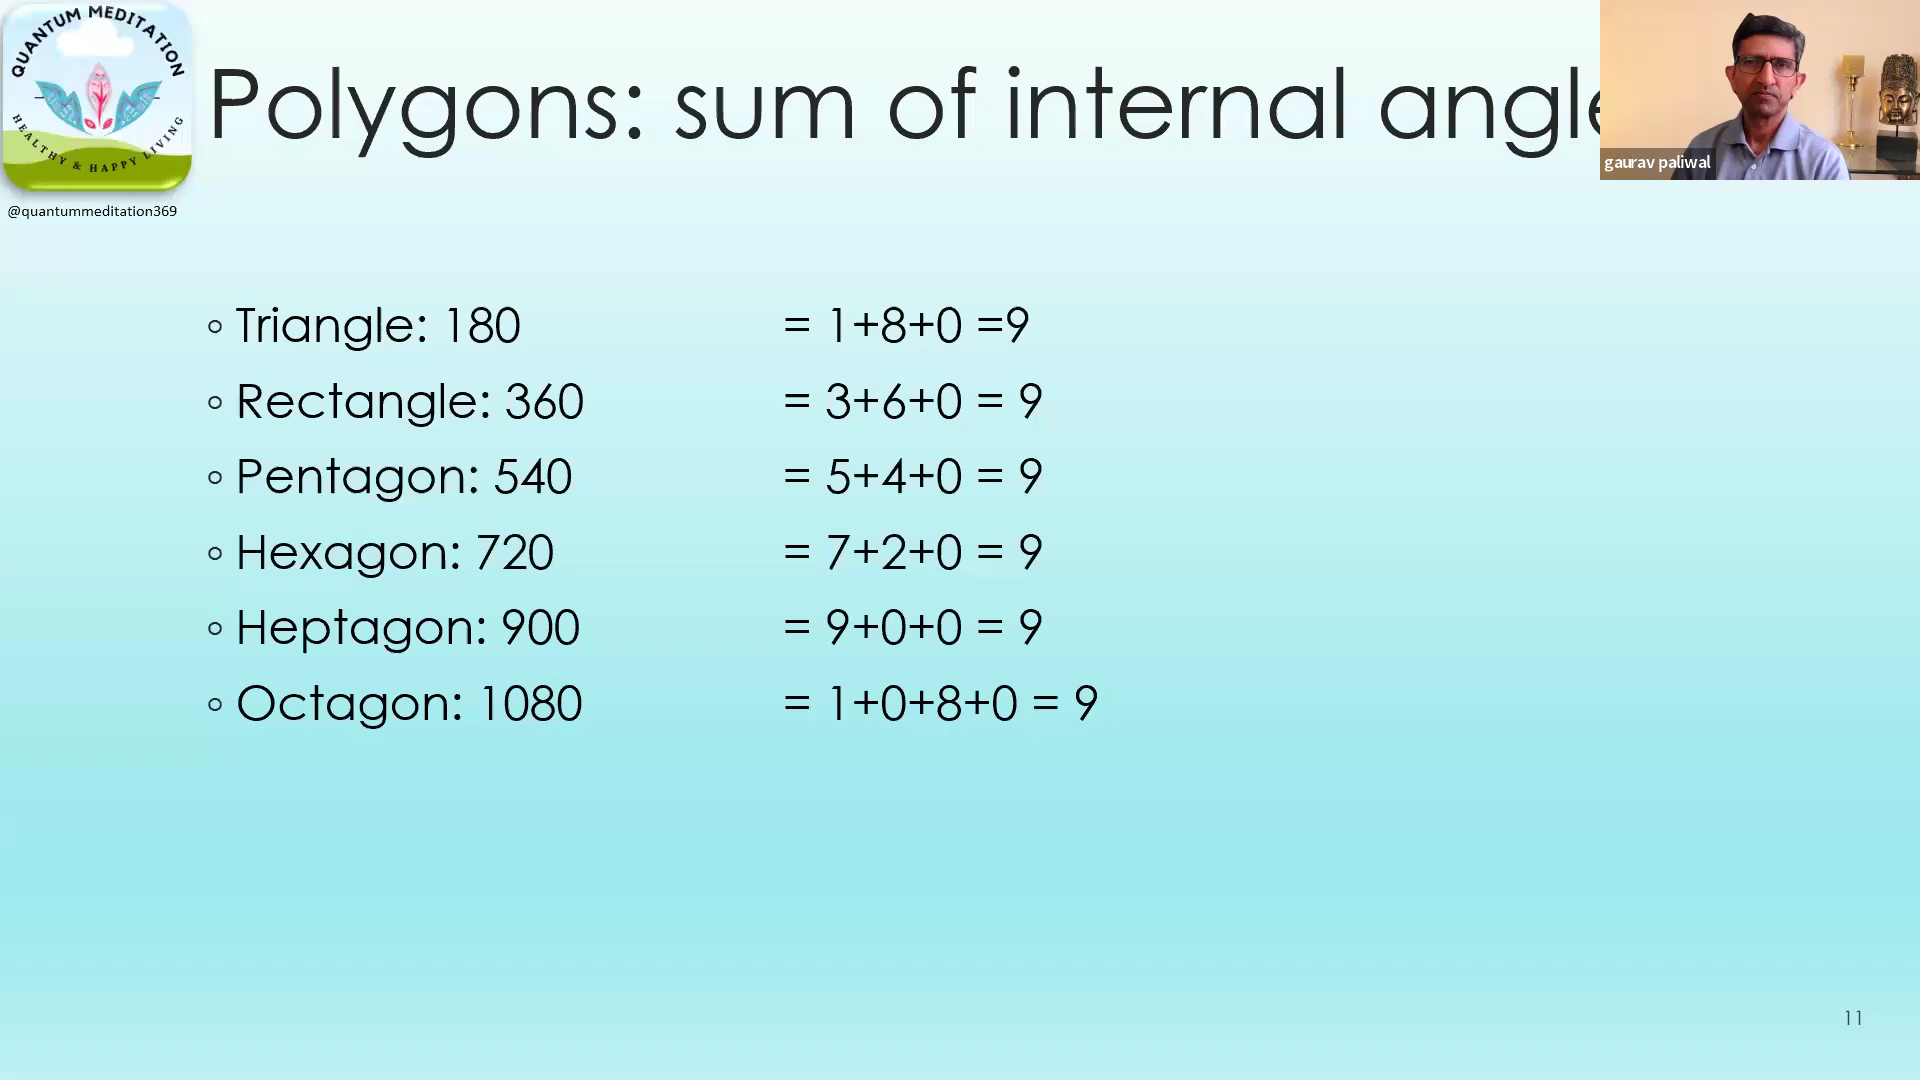 QUANTUM MEDITATION
HEALTHY & HAPPY LIVING
@quantummeditation369
Polygons: sum of internal angle
gaurav paliwal
◦ Triangle: 180 = 1+8+0 =9
◦ Rectangle: 360 = 3+6+0 = 9
◦ Pentagon: 540 = 5+4+0 = 9
◦ Hexagon: 720 = 7+2+0 = 9
◦ Heptagon: 900 = 9+0+0 = 9
◦ Octagon: 1080 = 1+0+8+0 = 9
11